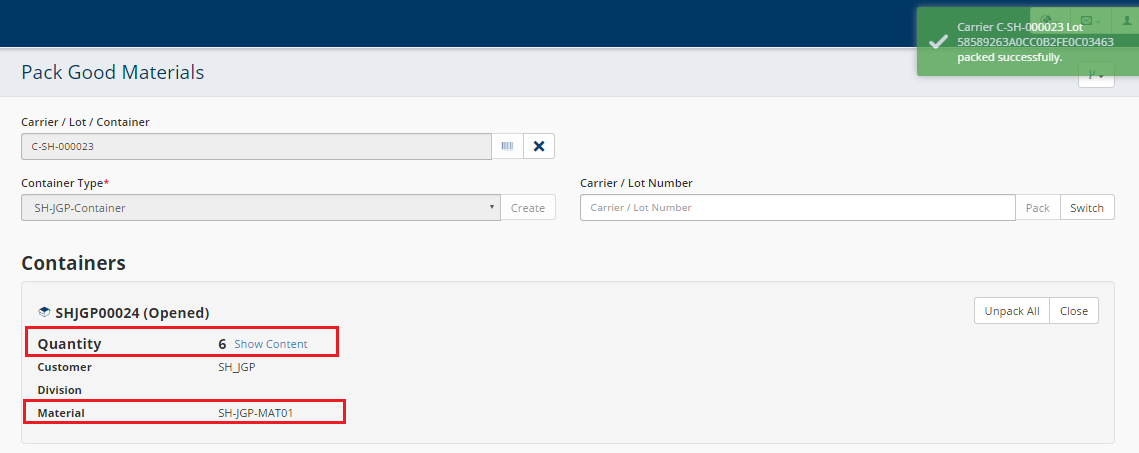 Carrier C-SH-000023 Lot
58589263A0CC0B2FE0C03463
packed successfully.
Pack Good Materials
Carrier / Lot / Container
C-SH-000023
Container Type*
Carrier / Lot Number
SH-JGP-Container
Create
Carrier / Lot Number
Pack
Switch
Containers
SHJGP00024 (Opened)
Unpack All
Close
Quantity 6 Show Content
Customer SH_JGP
Division
Material SH-JGP-MAT01